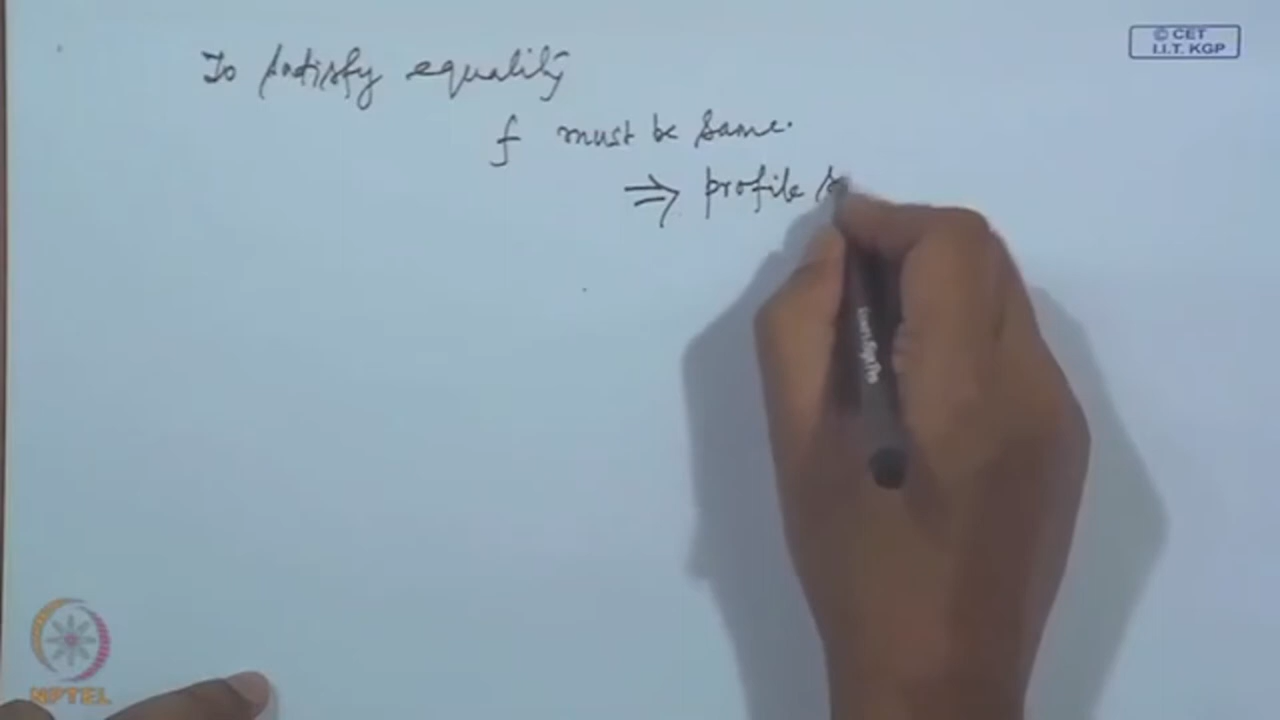 © CET
I.I.T. KGP
To satisfy equality
f must be same.
⇒ profile s
NPTEL